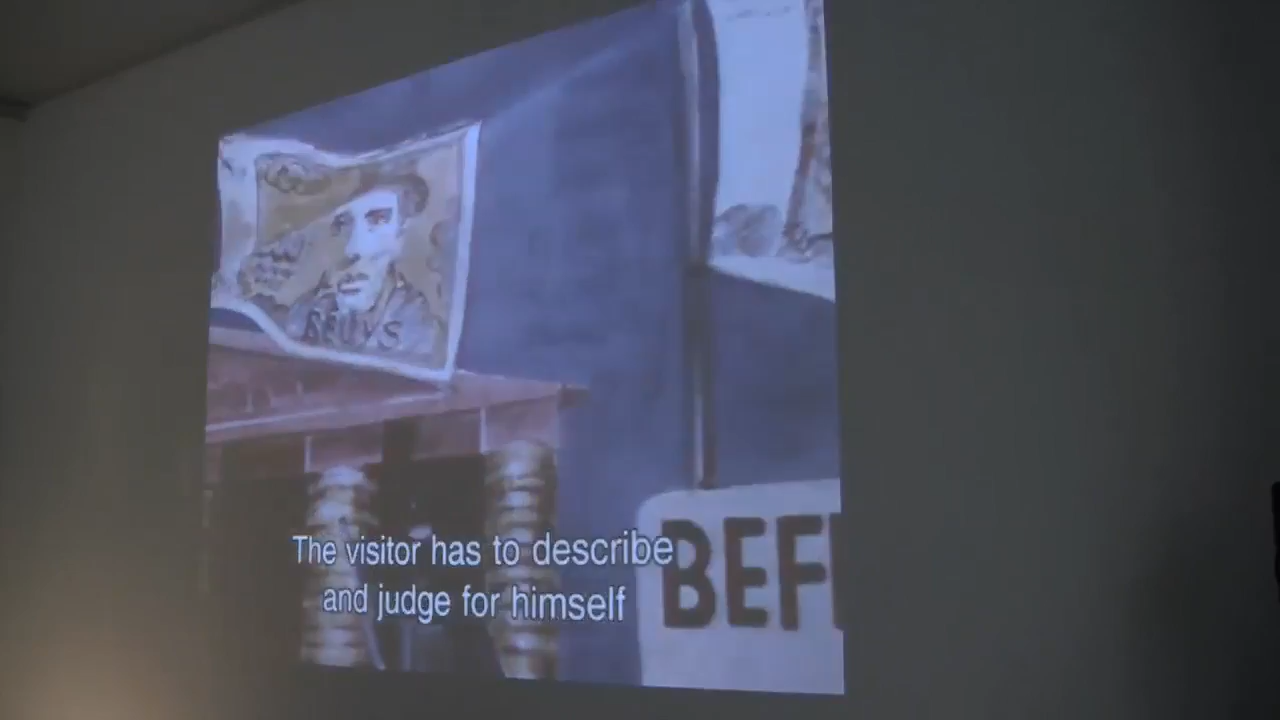 BEUYS
The visitor has to describe
and judge for himself
BEF